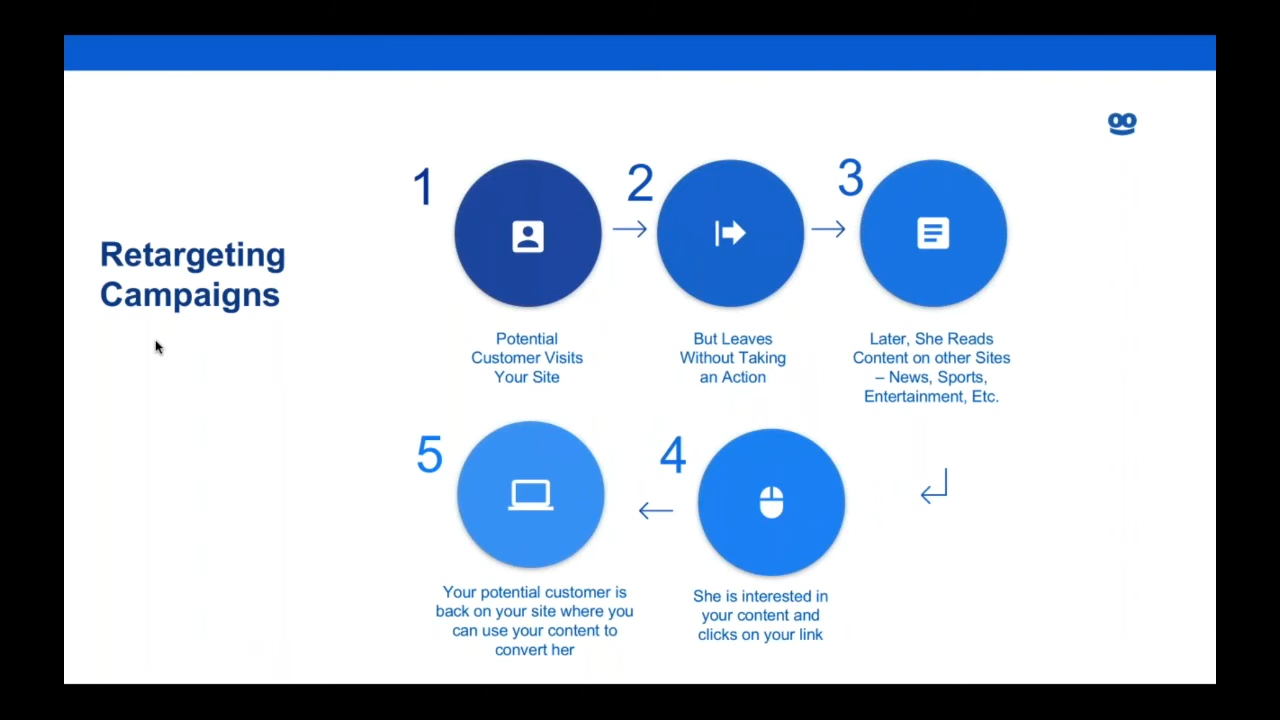 Retargeting
Campaigns
1
Potential
Customer Visits
Your Site
2
But Leaves
Without Taking
an Action
3
Later, She Reads
Content on other Sites
– News, Sports,
Entertainment, Etc.
4
She is interested in
your content and
clicks on your link
5
Your potential customer is
back on your site where you
can use your content to
convert her